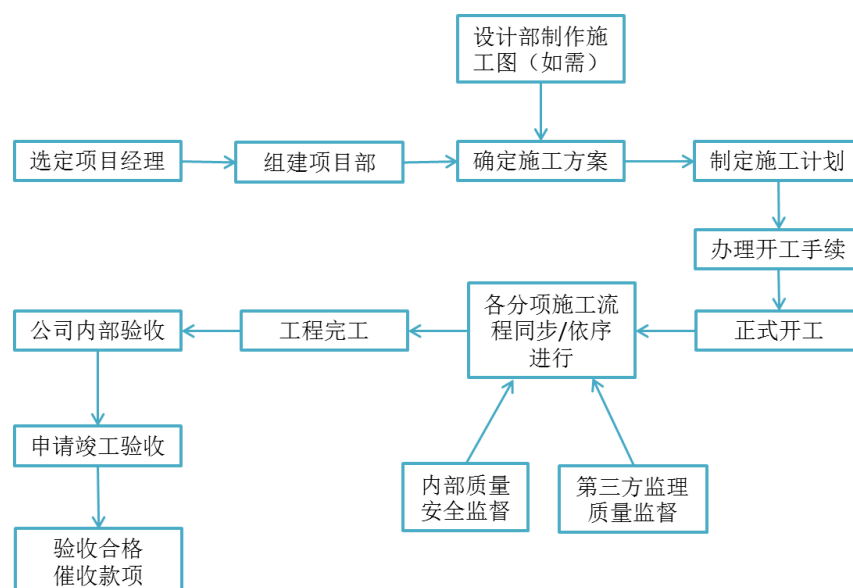 设计部制作施
工图（如需）
选定项目经理
组建项目部
确定施工方案
制定施工计划
办理开工手续
正式开工
各分项施工流
程同步/依序
进行
工程完工
公司内部验收
申请竣工验收
内部质量
安全监督
第三方监理
质量监督
验收合格
催收款项